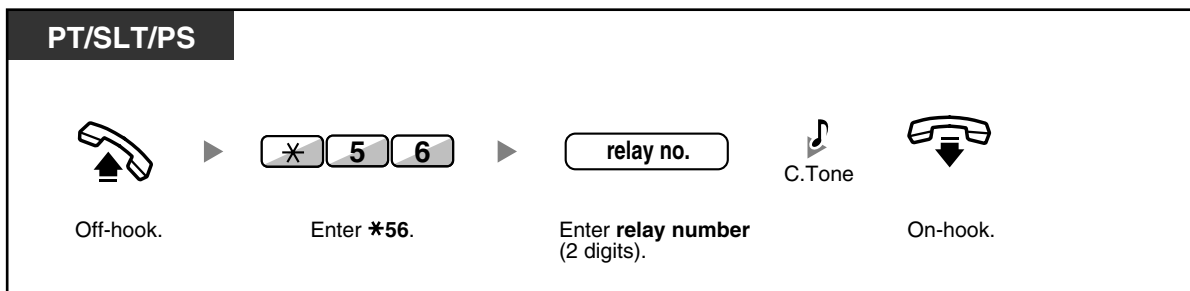 PT/SLT/PS
✳ 5 6
relay no.
C.Tone
Off-hook.
Enter ✳56.
Enter relay number
(2 digits).
On-hook.